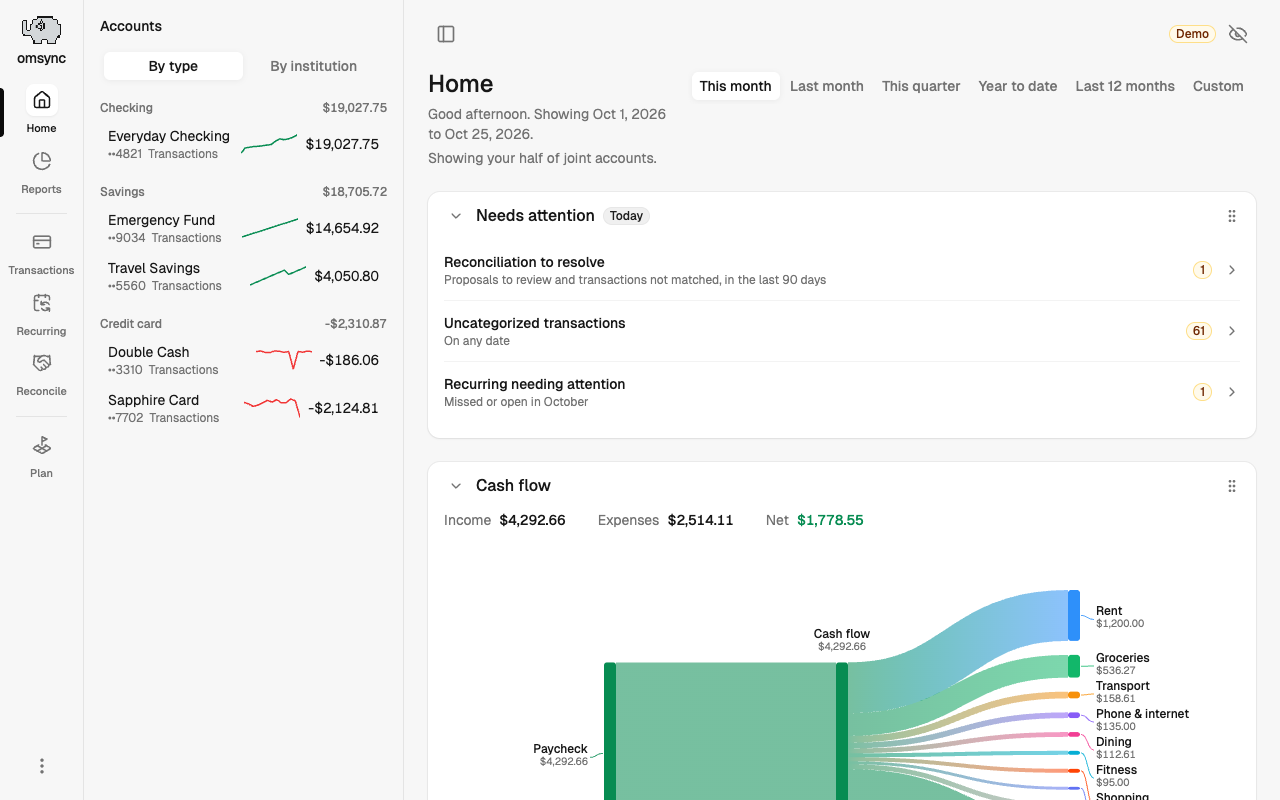 omsync
Home
Reports
Transactions
Recurring
Reconcile
Plan
Accounts
By type
By institution
Checking $19,027.75
Everyday Checking
••4821 Transactions
$19,027.75
Savings $18,705.72
Emergency Fund
••9034 Transactions
$14,654.92
Travel Savings
••5560 Transactions
$4,050.80
Credit card -$2,310.87
Double Cash
••3310 Transactions
-$186.06
Sapphire Card
••7702 Transactions
-$2,124.81
Demo
Home
This month Last month This quarter Year to date Last 12 months Custom
Good afternoon. Showing Oct 1, 2026
to Oct 25, 2026.
Showing your half of joint accounts.
Needs attention Today
Reconciliation to resolve
Proposals to review and transactions not matched, in the last 90 days
1
Uncategorized transactions
On any date
61
Recurring needing attention
Missed or open in October
1
Cash flow
Income $4,292.66 Expenses $2,514.11 Net $1,778.55
Cash flow
$4,292.66
Paycheck
$4,292.66
Rent
$1,200.00
Groceries
$536.27
Transport
$158.61
Phone & internet
$135.00
Dining
$112.61
Fitness
$95.00
Shopping